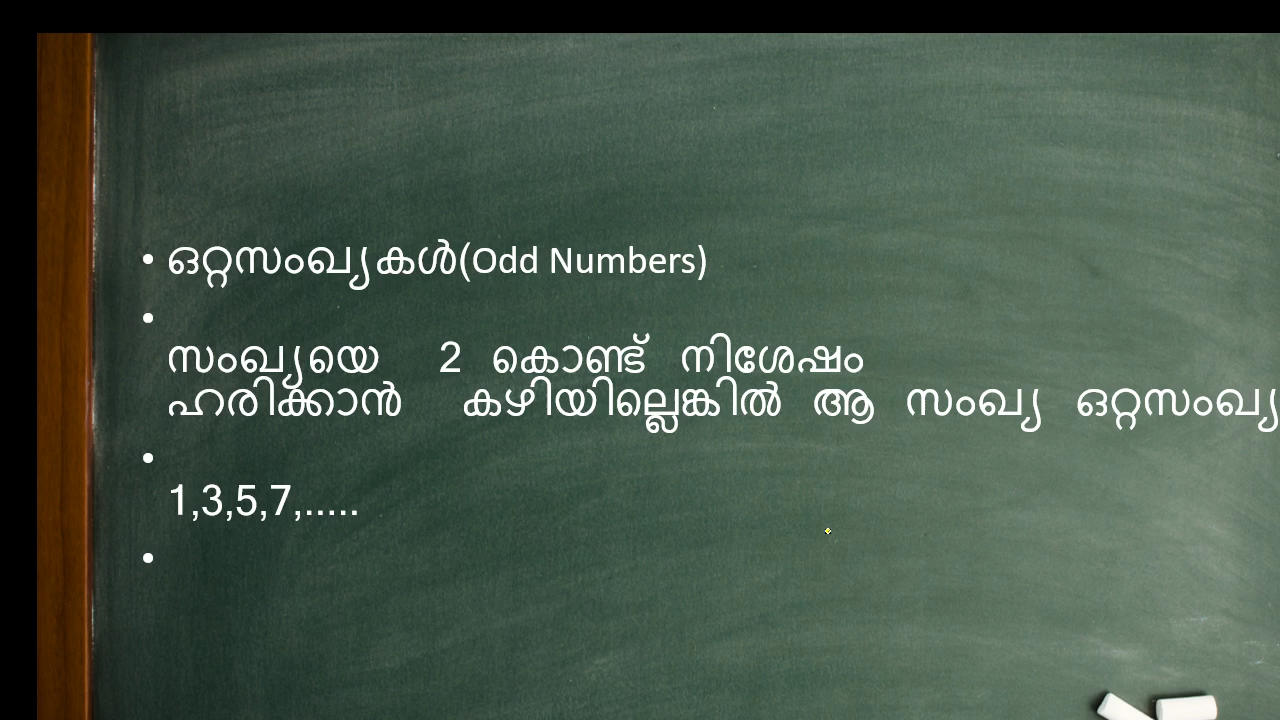 • ഒറ്റസംഖ്യകൾ(Odd Numbers)
•
സംഖ്യയെ 2 കൊണ്ട് നിശേഷം
ഹരിക്കാൻ കഴിയില്ലെങ്കിൽ ആ സംഖ്യ ഒറ്റസംഖ്യ
•
1,3,5,7,.....
•